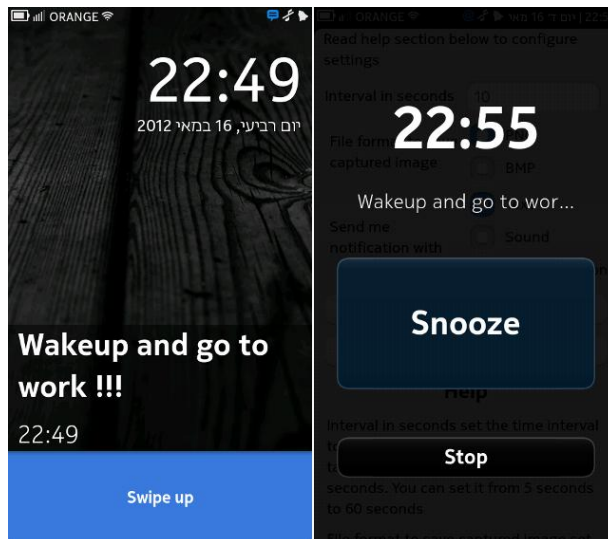 ORANGE
22:49
יום רביעי, 16 במאי 2012
Wakeup and go to
work !!!
22:49
Swipe up
ORANGE
יום ד' 16 מאי
Read help section below to configure
settings
Interval in seconds 10
22:55
File
captured image
BMP
Wakeup and go to wor...
Send me
notification with
Sound
Snooze
Help
Interval in seconds set the time interval
Stop
seconds. You can set it from 5 seconds
to 60 seconds